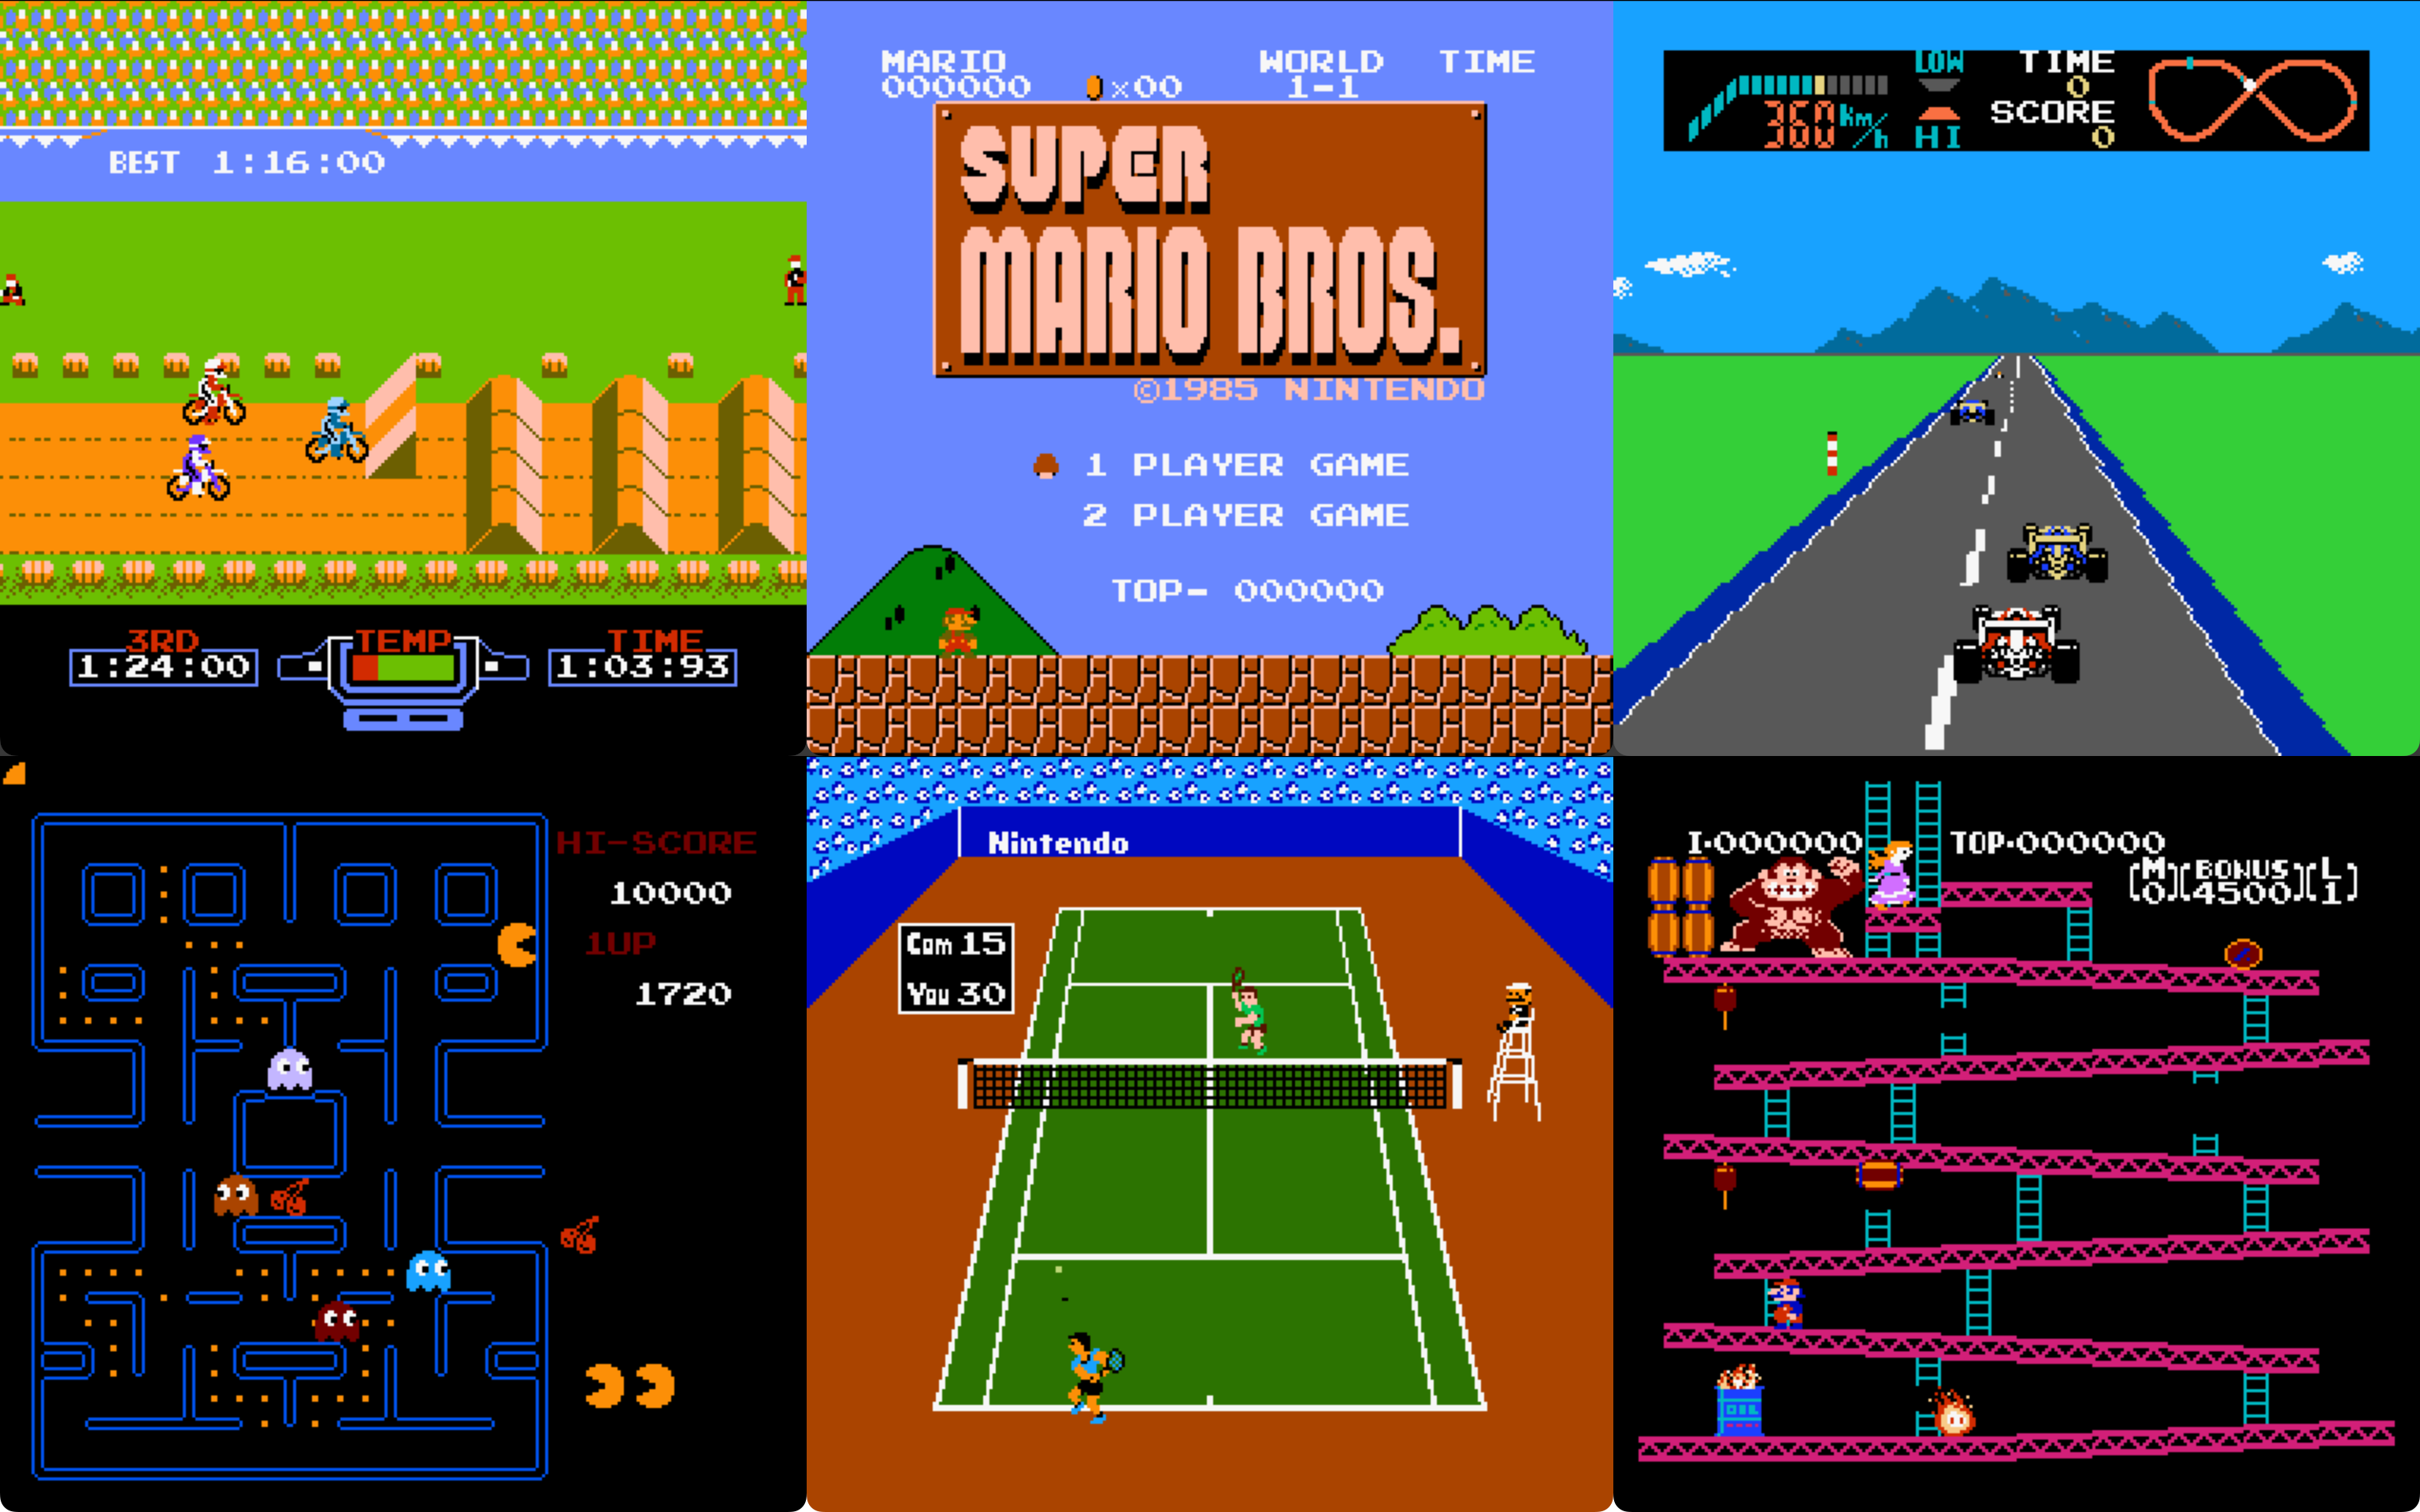 BEST 1:16:00
3RD TEMP TIME
1:24:00 1:03:93
MARIO WORLD TIME
000000 ×00 1-1
SUPER
MARIO BROS.
©1985 NINTENDO
1 PLAYER GAME
2 PLAYER GAME
TOP- 000000
LOW TIME
0
360 km/h HI SCORE
0
HI-SCORE
10000
1UP
1720
Nintendo
Com 15
You 30
I-000000 TOP-000000
M BONUS L
0 4500 1
OIL